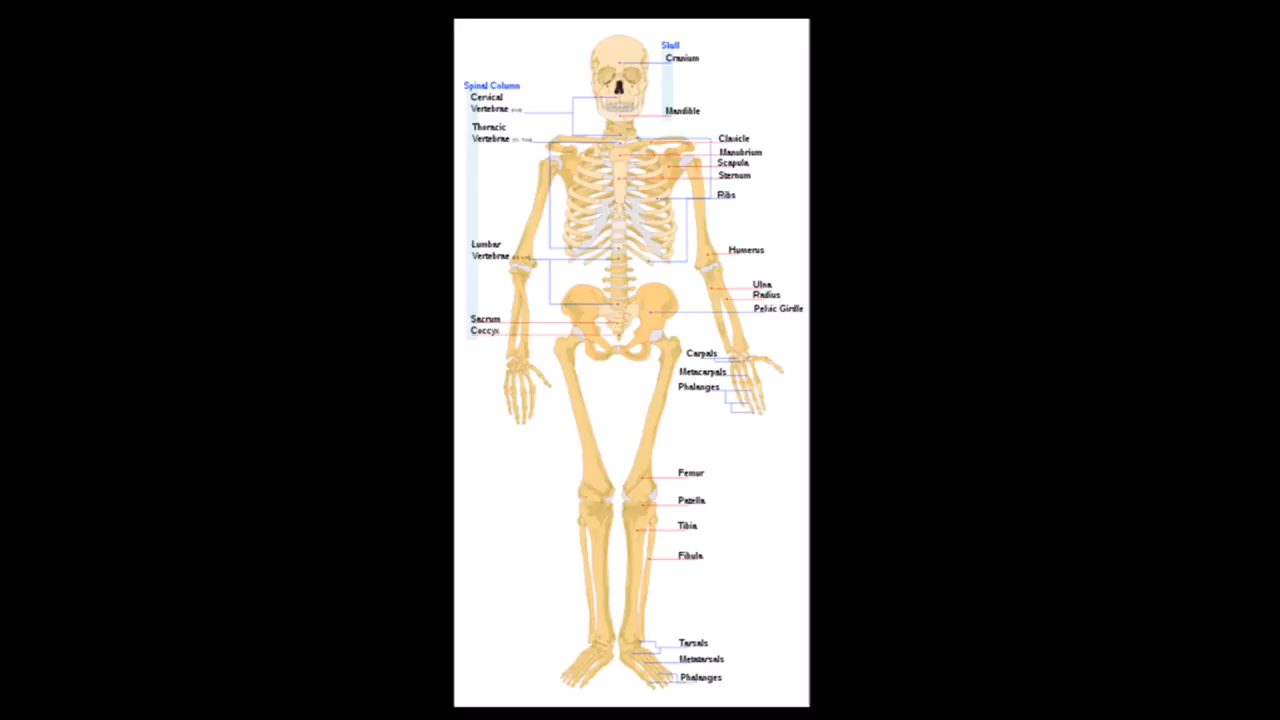 Skull
Cranium
Mandible
Spinal Column
Cervical
Vertebrae
Thoracic
Vertebrae
Lumbar
Vertebrae
Sacrum
Coccyx
Clavicle
Manubrium
Scapula
Sternum
Ribs
Humerus
Ulna
Radius
Pelvic Girdle
Carpals
Metacarpals
Phalanges
Femur
Patella
Tibia
Fibula
Tarsals
Metatarsals
Phalanges